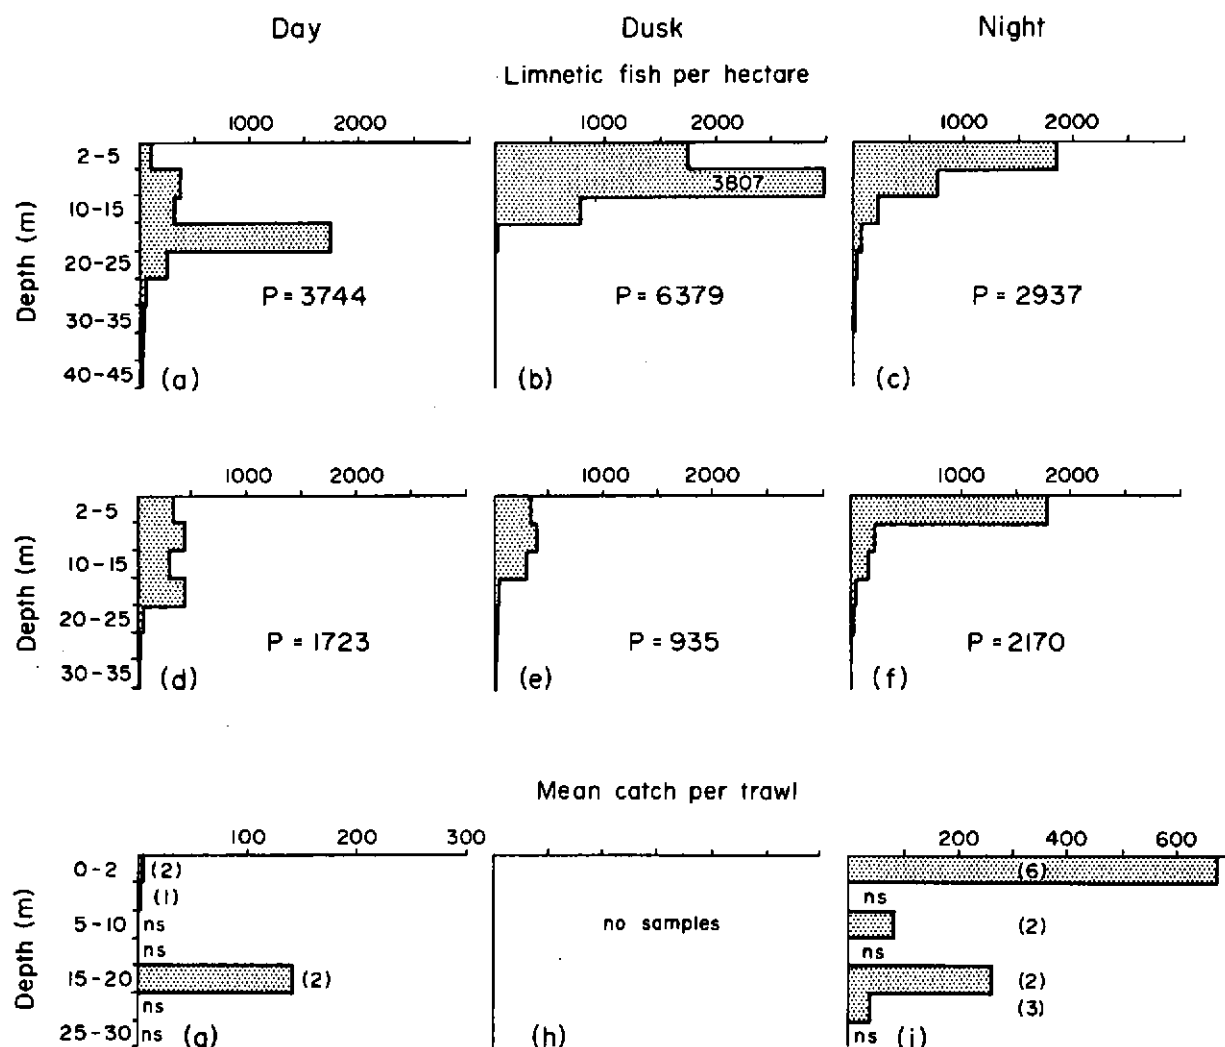 Day Dusk Night
Limnetic fish per hectare
1000 2000 1000 2000 1000 2000
Depth (m)
2-5
10-15
20-25
30-35
40-45
3807
P = 3744 P = 6379 P = 2937
(a) (b) (c)
1000 2000 1000 2000 1000 2000
Depth (m)
2-5
10-15
20-25
30-35
P = 1723 P = 935 P = 2170
(d) (e) (f)
Mean catch per trawl
100 200 300 200 400 600
Depth (m)
0-2 (2) (6)
(1) ns
5-10 ns no samples (2)
ns ns
15-20 (2) (2)
ns (3)
25-30 ns (g) (h) ns (i)